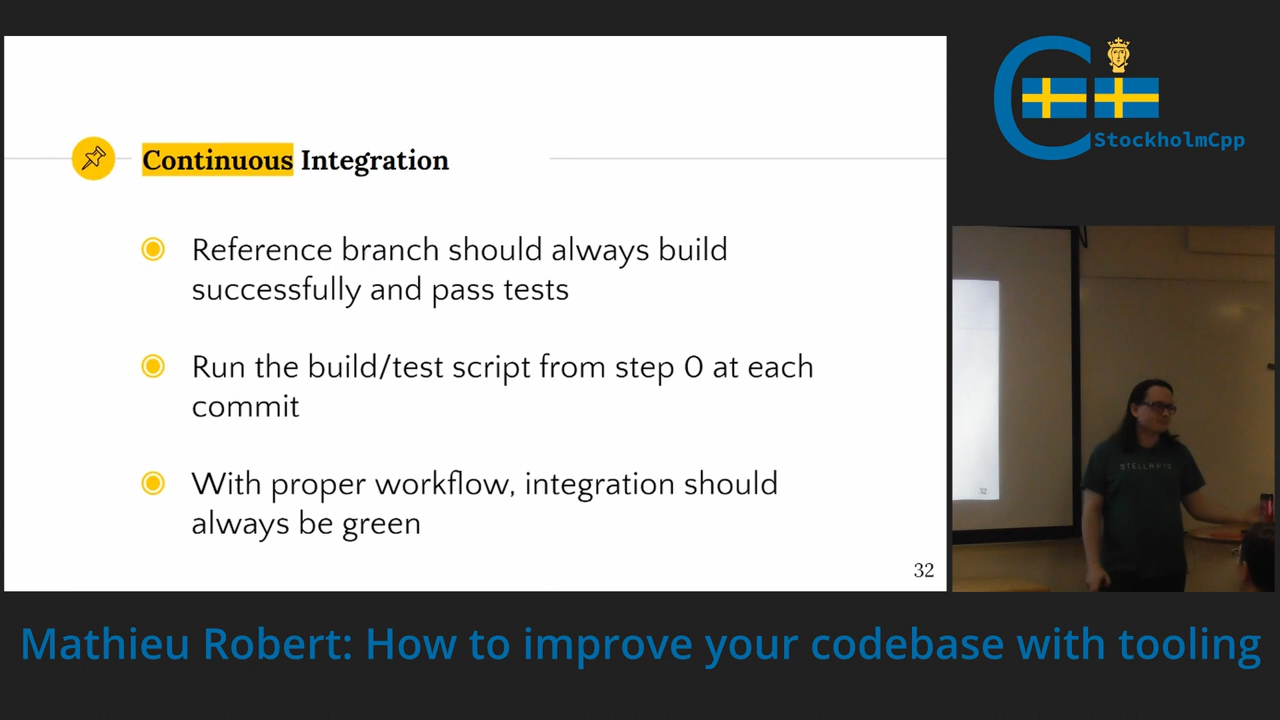 Continuous Integration
Reference branch should always build
successfully and pass tests
Run the build/test script from step 0 at each
commit
With proper workflow, integration should
always be green
32
StockholmCpp
STELLARIS
32
Mathieu Robert: How to improve your codebase with tooling